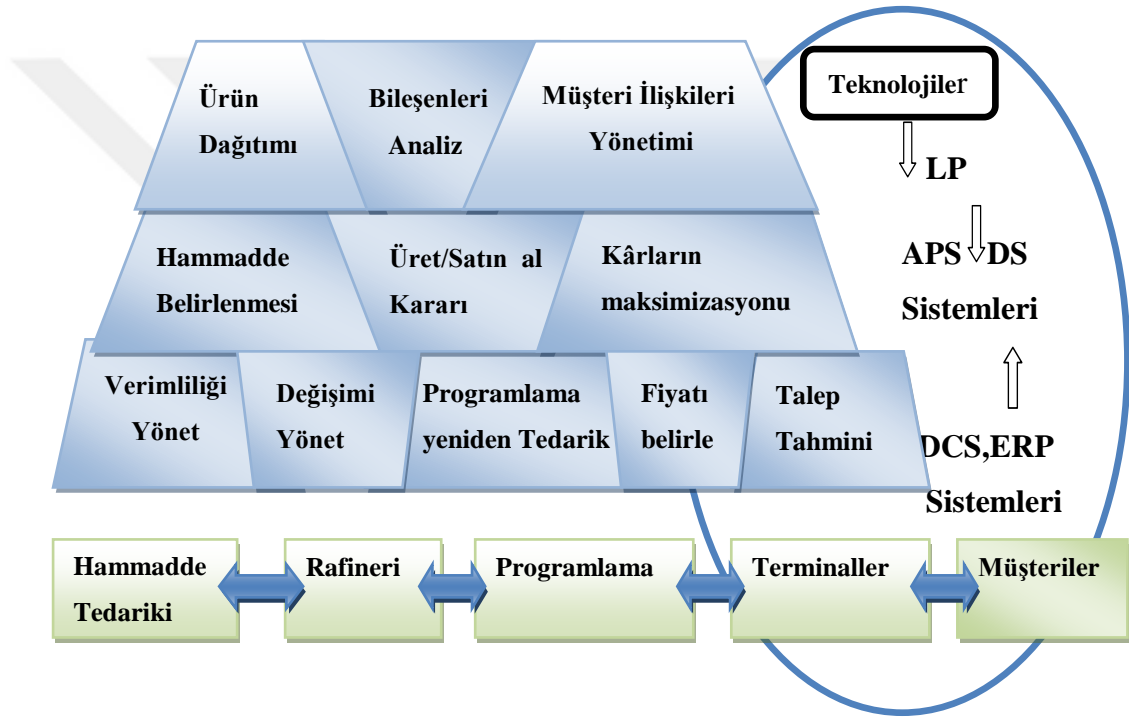 Ürün
Dağıtımı
Bileşenleri
Analiz
Müşteri İlişkileri
Yönetimi
Teknolojiler
LP
Hammadde
Belirlenmesi
Üret/Satın al
Kararı
Kârların
maksimizasyonu
APS DS
Sistemleri
Verimliliği
Yönet
Değişimi
Yönet
Programlama
yeniden Tedarik
Fiyatı
belirle
Talep
Tahmini
DCS,ERP
Sistemleri
Hammadde
Tedariki
Rafineri
Programlama
Terminaller
Müşteriler